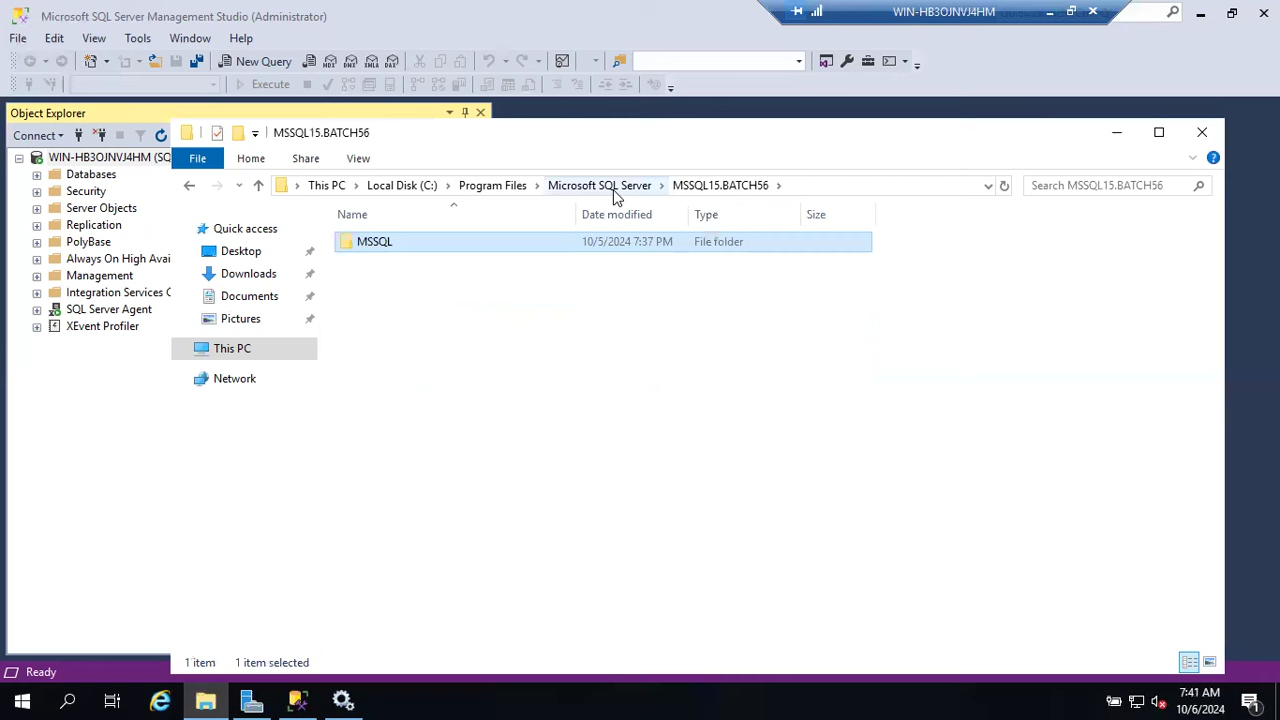 Microsoft SQL Server Management Studio (Administrator)
WIN-HB3OJNVJ4HM
File Edit View Tools Window Help
New Query
Execute
Object Explorer
Connect
WIN-HB3OJNVJ4HM (SQ
Databases
Security
Server Objects
Replication
PolyBase
Always On High Avai
Management
Integration Services C
SQL Server Agent
XEvent Profiler
MSSQL15.BATCH56
File Home Share View
This PC > Local Disk (C:) > Program Files > Microsoft SQL Server > MSSQL15.BATCH56 >
Search MSSQL15.BATCH56
Name Date modified Type Size
MSSQL 10/5/2024 7:37 PM File folder
Quick access
Desktop
Downloads
Documents
Pictures
This PC
Network
1 item 1 item selected
Ready
7:41 AM
10/6/2024
1